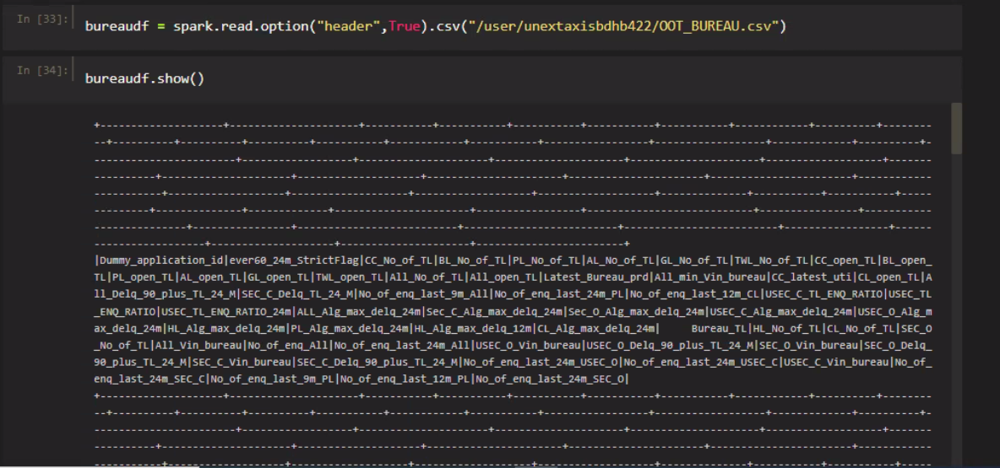 In [33]:
bureaudf = spark.read.option("header",True).csv("/user/unextaxisbdhb422/OOT_BUREAU.csv")
In [34]:
bureaudf.show()
|Dummy_application_id|ever60_24m_StrictFlag|CC_No_of_TL|BL_No_of_TL|PL_No_of_TL|AL_No_of_TL|GL_No_of_TL|TWL_No_of_TL|CC_open_TL|BL_open_
TL|PL_open_TL|AL_open_TL|GL_open_TL|TWL_open_TL|All_No_of_TL|All_open_TL|Latest_Bureau_prd|All_min_Vin_bureau|CC_latest_uti|CL_open_TL|A
ll_Delq_90_plus_TL_24_M|SEC_C_Delq_TL_24_M|No_of_enq_last_9m_All|No_of_enq_last_24m_PL|No_of_enq_last_12m_CL|USEC_C_TL_ENQ_RATIO|USEC_TL
_ENQ_RATIO|USEC_TL_ENQ_RATIO_24m|ALL_Alg_max_delq_24m|Sec_C_Alg_max_delq_24m|Sec_O_Alg_max_delq_24m|USEC_C_Alg_max_delq_24m|USEC_O_Alg_m
ax_delq_24m|HL_Alg_max_delq_24m|PL_Alg_max_delq_24m|HL_Alg_max_delq_12m|CL_Alg_max_delq_24m|     Bureau_TL|HL_No_of_TL|CL_No_of_TL|SEC_O
_No_of_TL|All_Vin_bureau|No_of_enq_All|No_of_enq_last_24m_All|USEC_O_Vin_bureau|USEC_O_Delq_90_plus_TL_24_M|SEC_O_Vin_bureau|SEC_O_Delq_
90_plus_TL_24_M|SEC_C_Vin_bureau|SEC_C_Delq_90_plus_TL_24_M|No_of_enq_last_24m_USEC_O|No_of_enq_last_24m_USEC_C|USEC_C_Vin_bureau|No_of_
enq_last_24m_SEC_C|No_of_enq_last_9m_PL|No_of_enq_last_12m_PL|No_of_enq_last_24m_SEC_O|